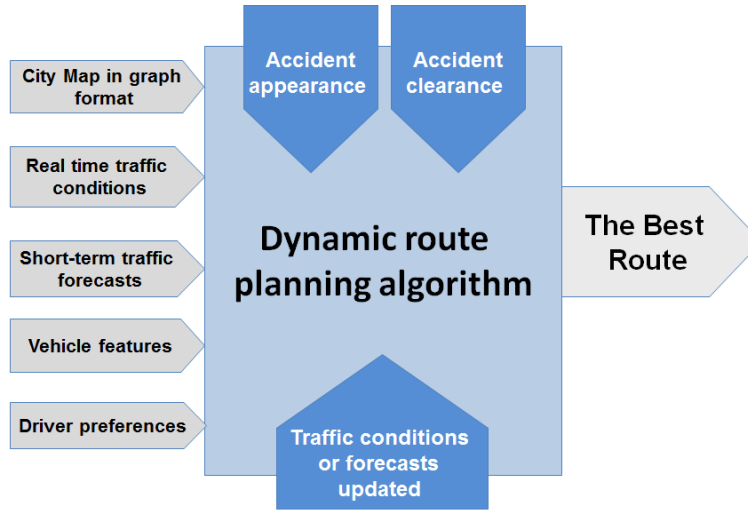 Accident
appearance
Accident
clearance
City Map in graph
format
Real time traffic
conditions
Short-term traffic
forecasts
Vehicle features
Driver preferences
Dynamic route
planning algorithm
The Best
Route
Traffic conditions
or forecasts
updated